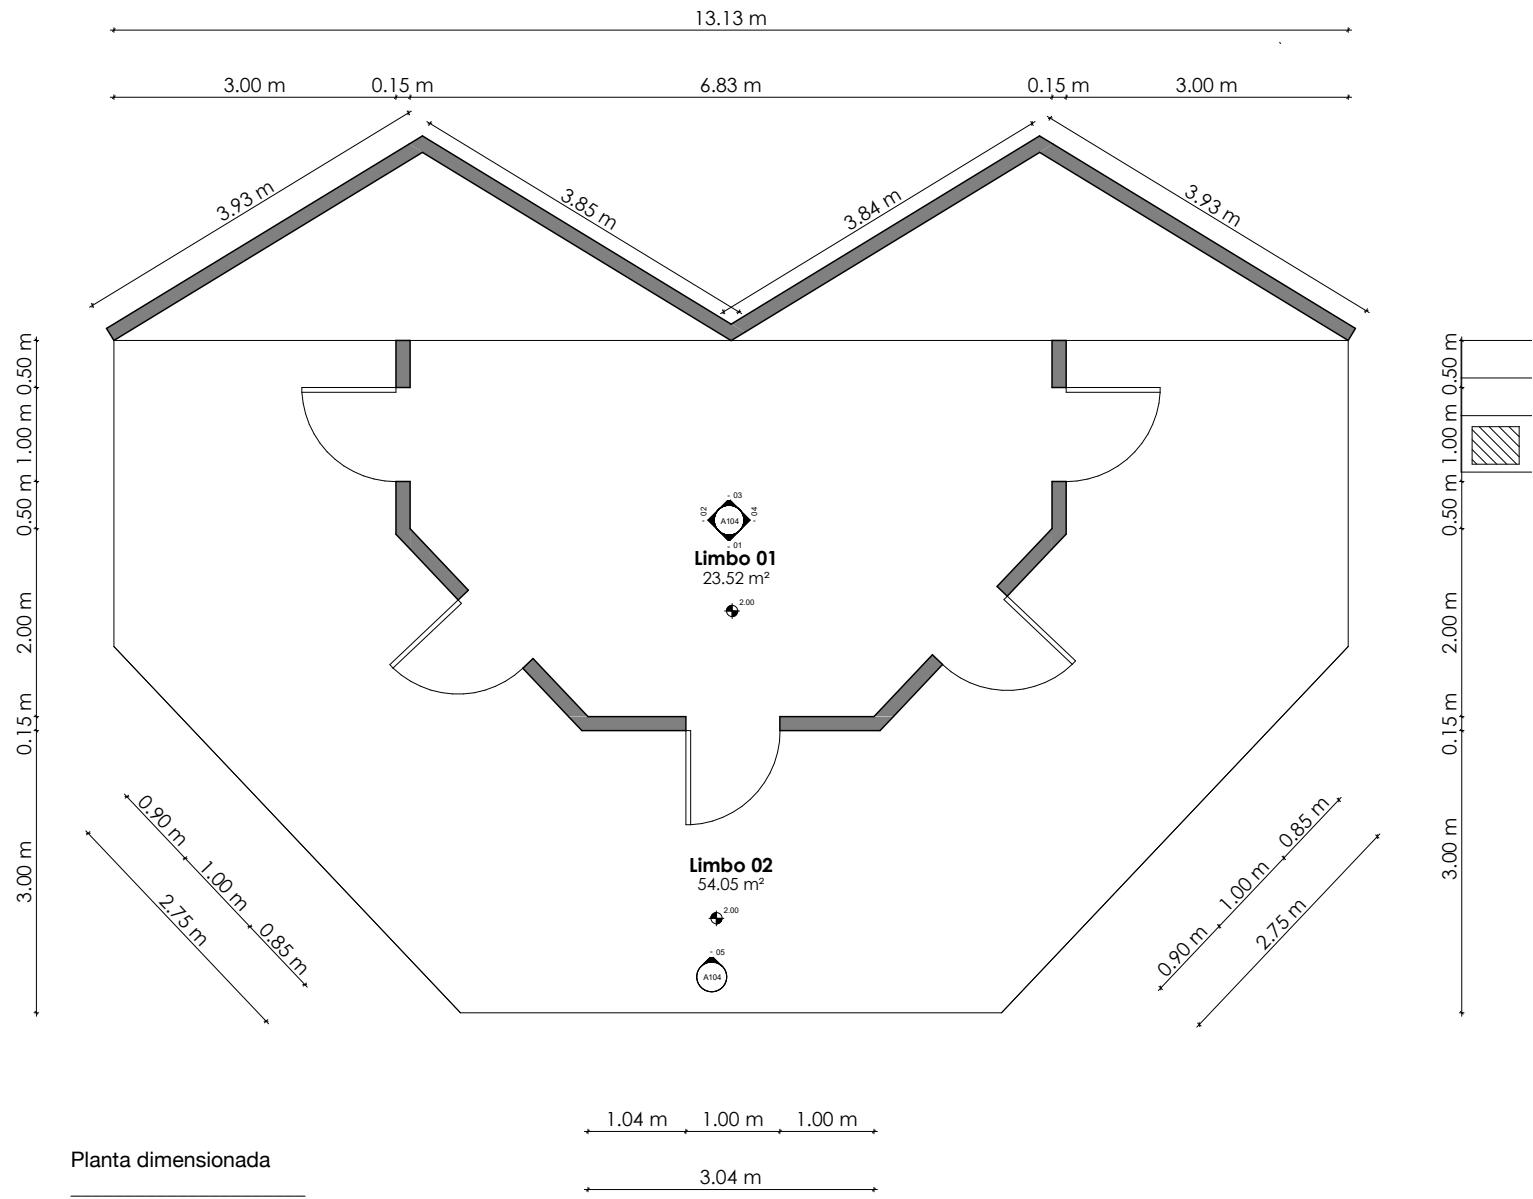 13.13 m
3.00 m
0.15 m
6.83 m
0.15 m
3.00 m
3.93 m
3.85 m
3.84 m
3.93 m
0.50 m
1.00 m
0.50 m
2.00 m
0.15 m
3.00 m
0.50 m
1.00 m
0.50 m
2.00 m
0.15 m
3.00 m
- 03
- 02
A104
- 04
- 01
Limbo 01
23.52 m²
2.00
Limbo 02
54.05 m²
2.00
- 05
A104
0.90 m
1.00 m
0.85 m
2.75 m
0.85 m
1.00 m
0.90 m
2.75 m
1.04 m
1.00 m
1.00 m
3.04 m
Planta dimensionada